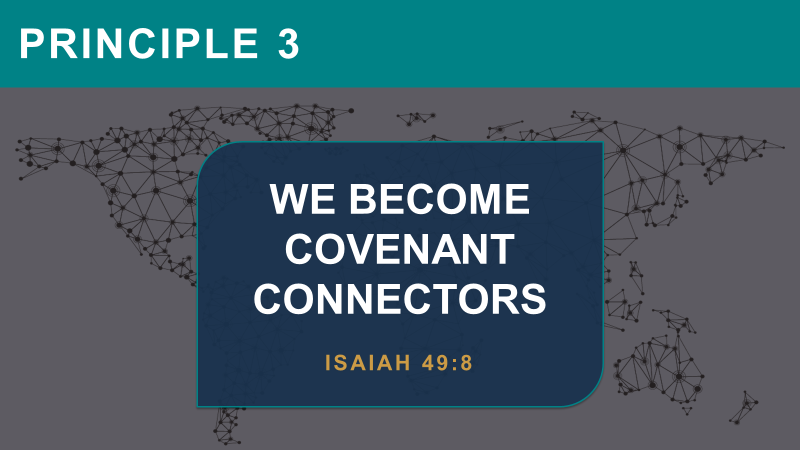 PRINCIPLE 3
WE BECOME
COVENANT
CONNECTORS
ISAIAH 49:8